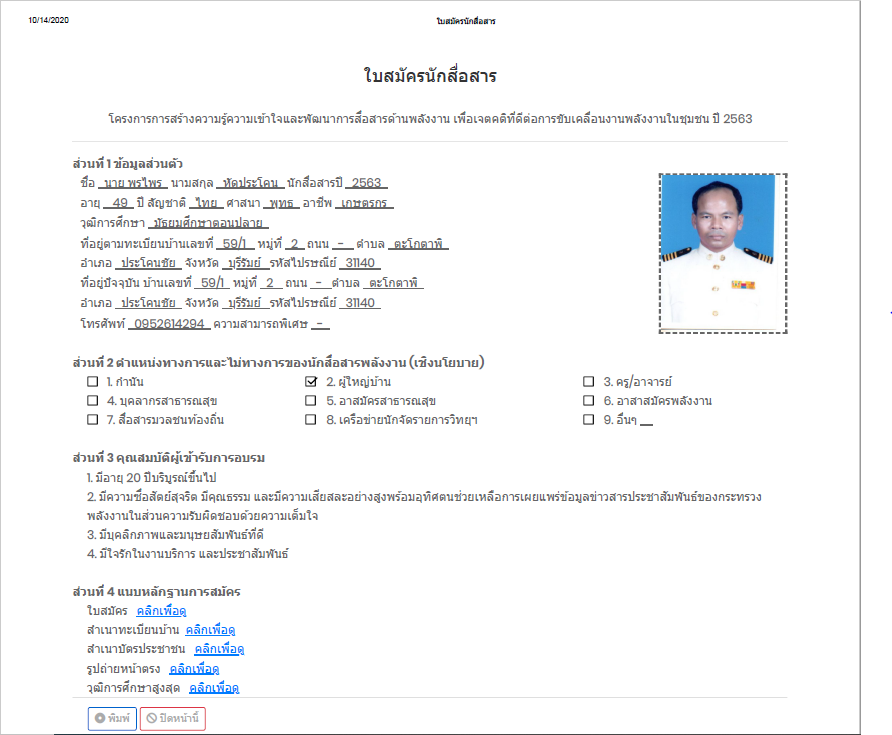 10/14/2020 ใบสมัครนักสื่อสาร
ใบสมัครนักสื่อสาร
โครงการการสร้างความรู้ความเข้าใจและพัฒนาการสื่อสารด้านพลังงาน เพื่อเจตคติที่ดีต่อการขับเคลื่อนงานพลังงานในชุมชน ปี 2563
ส่วนที่ 1 ข้อมูลส่วนตัว
ชื่อ นาย พรไพร นามสกุล หัดประโคน นักสื่อสารปี 2563
อายุ 49 ปี สัญชาติ ไทย ศาสนา พุทธ อาชีพ เกษตรกร
วุฒิการศึกษา มัธยมศึกษาตอนปลาย
ที่อยู่ตามทะเบียนบ้านเลขที่ 59/1 หมู่ที่ 2 ถนน - ตำบล ตะโกตาพิ
อำเภอ ประโคนชัย จังหวัด บุรีรัมย์ รหัสไปรษณีย์ 31140
ที่อยู่ปัจจุบัน บ้านเลขที่ 59/1 หมู่ที่ 2 ถนน - ตำบล ตะโกตาพิ
อำเภอ ประโคนชัย จังหวัด บุรีรัมย์ รหัสไปรษณีย์ 31140
โทรศัพท์ 0952614294 ความสามารถพิเศษ -
ส่วนที่ 2 ตำแหน่งทางการและไม่ทางการของนักสื่อสารพลังงาน (เชิงนโยบาย)
1. กำนัน 2. ผู้ใหญ่บ้าน 3. ครู/อาจารย์
4. บุคลากรสาธารณสุข 5. อาสมัครสาธารณสุข 6. อาสาสมัครพลังงาน
7. สื่อสารมวลชนท้องถิ่น 8. เครือข่ายนักจัดรายการวิทยุฯ 9. อื่นๆ
ส่วนที่ 3 คุณสมบัติผู้เข้ารับการอบรม
1. มีอายุ 20 ปีบริบูรณ์ขึ้นไป
2. มีความซื่อสัตย์สุจริต มีคุณธรรม และมีความเสียสละอย่างสูงพร้อมอุทิศตนช่วยเหลือการเผยแพร่ข้อมูลข่าวสารประชาสัมพันธ์ของกระทรวง
พลังงานในส่วนความรับผิดชอบด้วยความเต็มใจ
3. มีบุคลิกภาพและมนุษยสัมพันธ์ที่ดี
4. มีใจรักในงานบริการ และประชาสัมพันธ์
ส่วนที่ 4 แนบหลักฐานการสมัคร
ใบสมัคร คลิกเพื่อดู
สำเนาทะเบียนบ้าน คลิกเพื่อดู
สำเนาบัตรประชาชน คลิกเพื่อดู
รูปถ่ายหน้าตรง คลิกเพื่อดู
วุฒิการศึกษาสูงสุด คลิกเพื่อดู
พิมพ์ ปิดหน้านี้